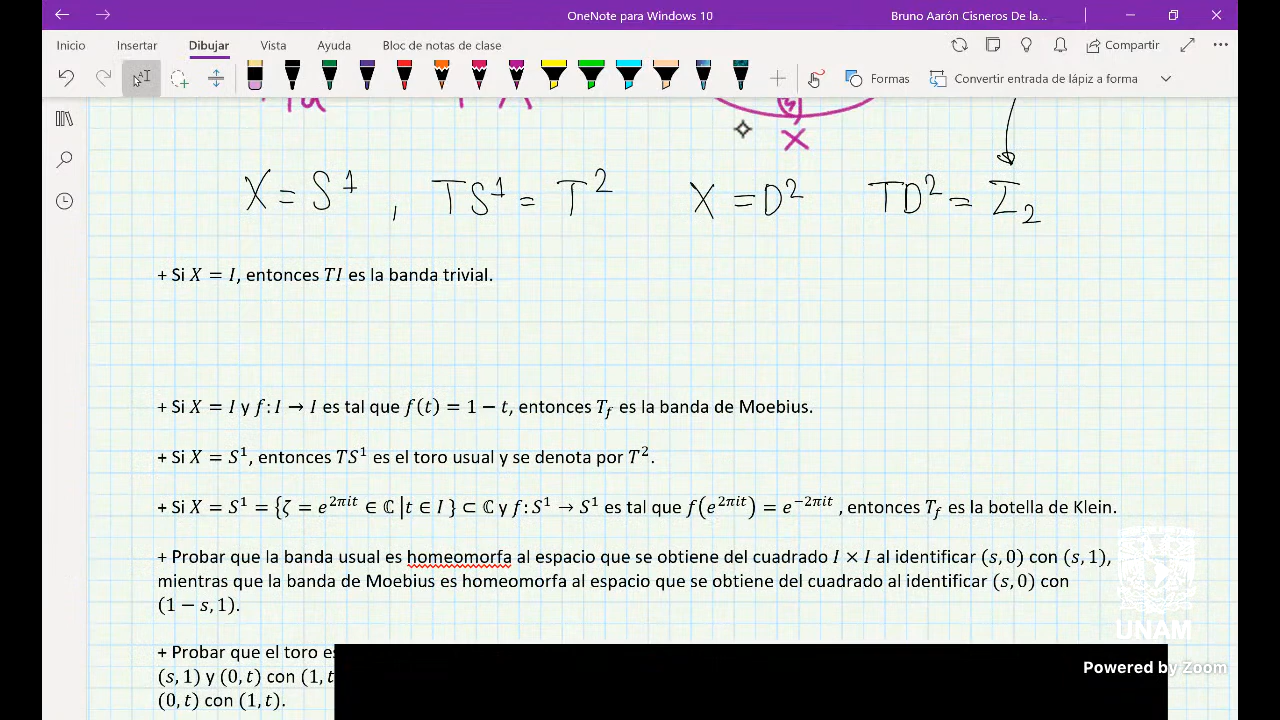 OneNote para Windows 10
Bruno Aarón Cisneros De la...
Inicio Insertar Dibujar Vista Ayuda Bloc de notas de clase Compartir
Formas Convertir entrada de lápiz a forma
X
X = S¹ , TS¹ = T² X = D² TD² = Σ₂
+ Si X = I, entonces TI es la banda trivial.
+ Si X = I y f: I → I es tal que f(t) = 1 − t, entonces T_f es la banda de Moebius.
+ Si X = S¹, entonces TS¹ es el toro usual y se denota por T².
+ Si X = S¹ = {ζ = e^{2πit} ∈ ℂ | t ∈ I } ⊂ ℂ y f: S¹ → S¹ es tal que f(e^{2πit}) = e^{−2πit} , entonces T_f es la botella de Klein.
+ Probar que la banda usual es homeomorfa al espacio que se obtiene del cuadrado I × I al identificar (s, 0) con (s, 1),
mientras que la banda de Moebius es homeomorfa al espacio que se obtiene del cuadrado al identificar (s, 0) con
(1 − s, 1).
UNAM
+ Probar que el toro es
Powered by Zoom
(s, 1) y (0, t) con (1, t
(0, t) con (1, t).